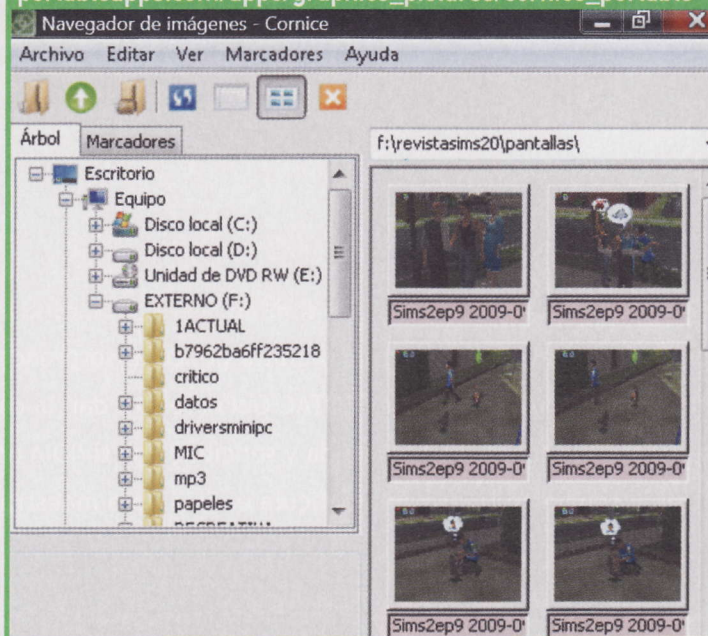 Navegador de imágenes - Cornice
Archivo Editar Ver Marcadores Ayuda
Árbol Marcadores
f:\revistasims20\pantallas\
Escritorio
Equipo
Disco local (C:)
Disco local (D:)
Unidad de DVD RW (E:)
EXTERNO (F:)
1ACTUAL
b7962ba6ff235218
critico
datos
driversminipc
MIC
mp3
papeles
Sims2ep9 2009-0
Sims2ep9 2009-0
Sims2ep9 2009-0
Sims2ep9 2009-0
Sims2ep9 2009-0
Sims2ep9 2009-0